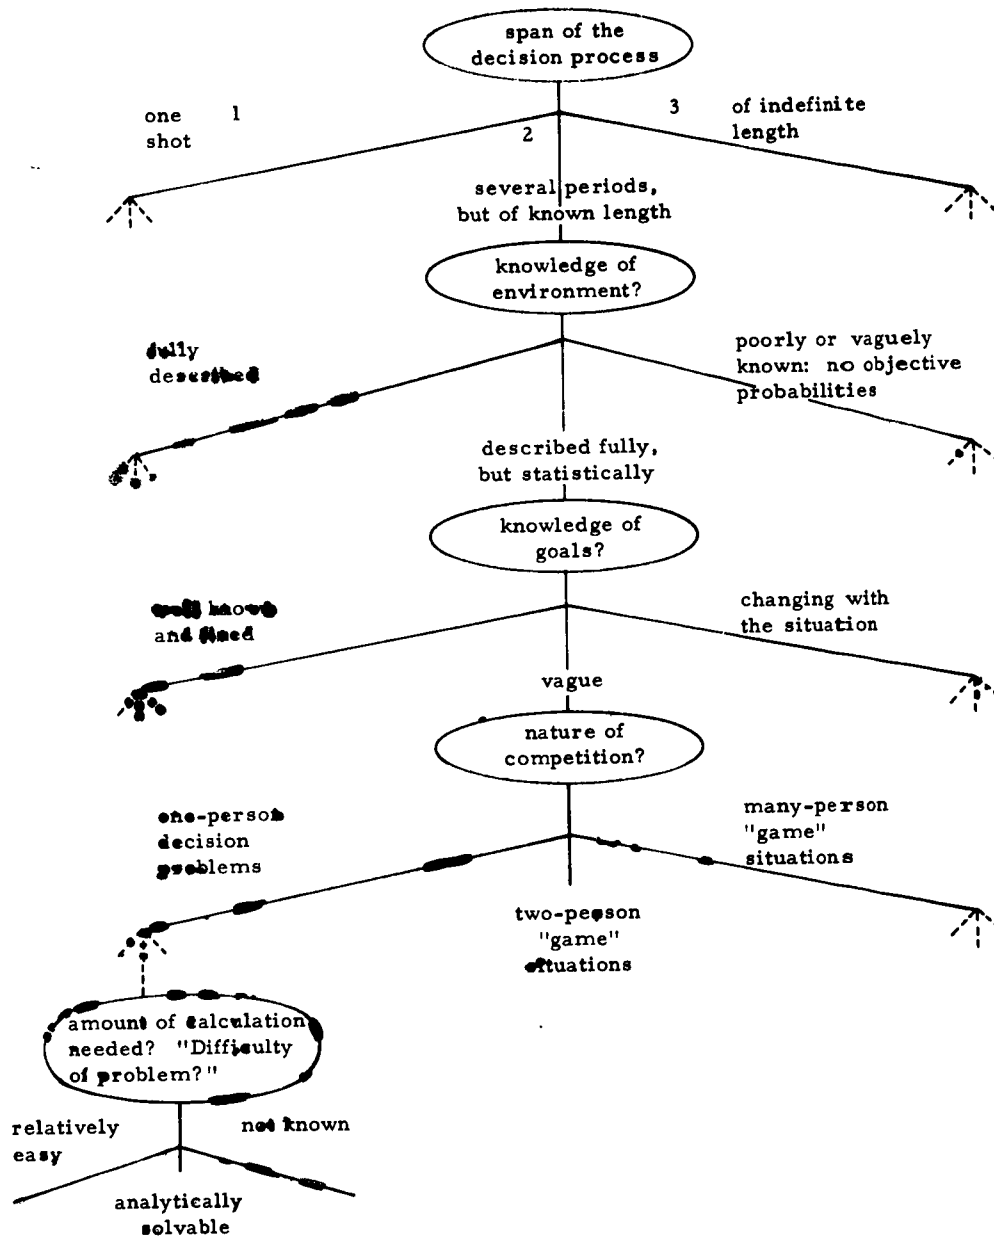 span of the
decision process
one 1
shot
2
3 of indefinite
length
several periods,
but of known length
knowledge of
environment?
fully
described
poorly or vaguely
known: no objective
probabilities
described fully,
but statistically
knowledge of
goals?
well known
and fixed
changing with
the situation
vague
nature of
competition?
one-person
decision
problems
many-person
"game"
situations
two-person
"game"
situations
amount of calculation
needed? "Difficulty
of problem?"
relatively
easy
not known
analytically
solvable